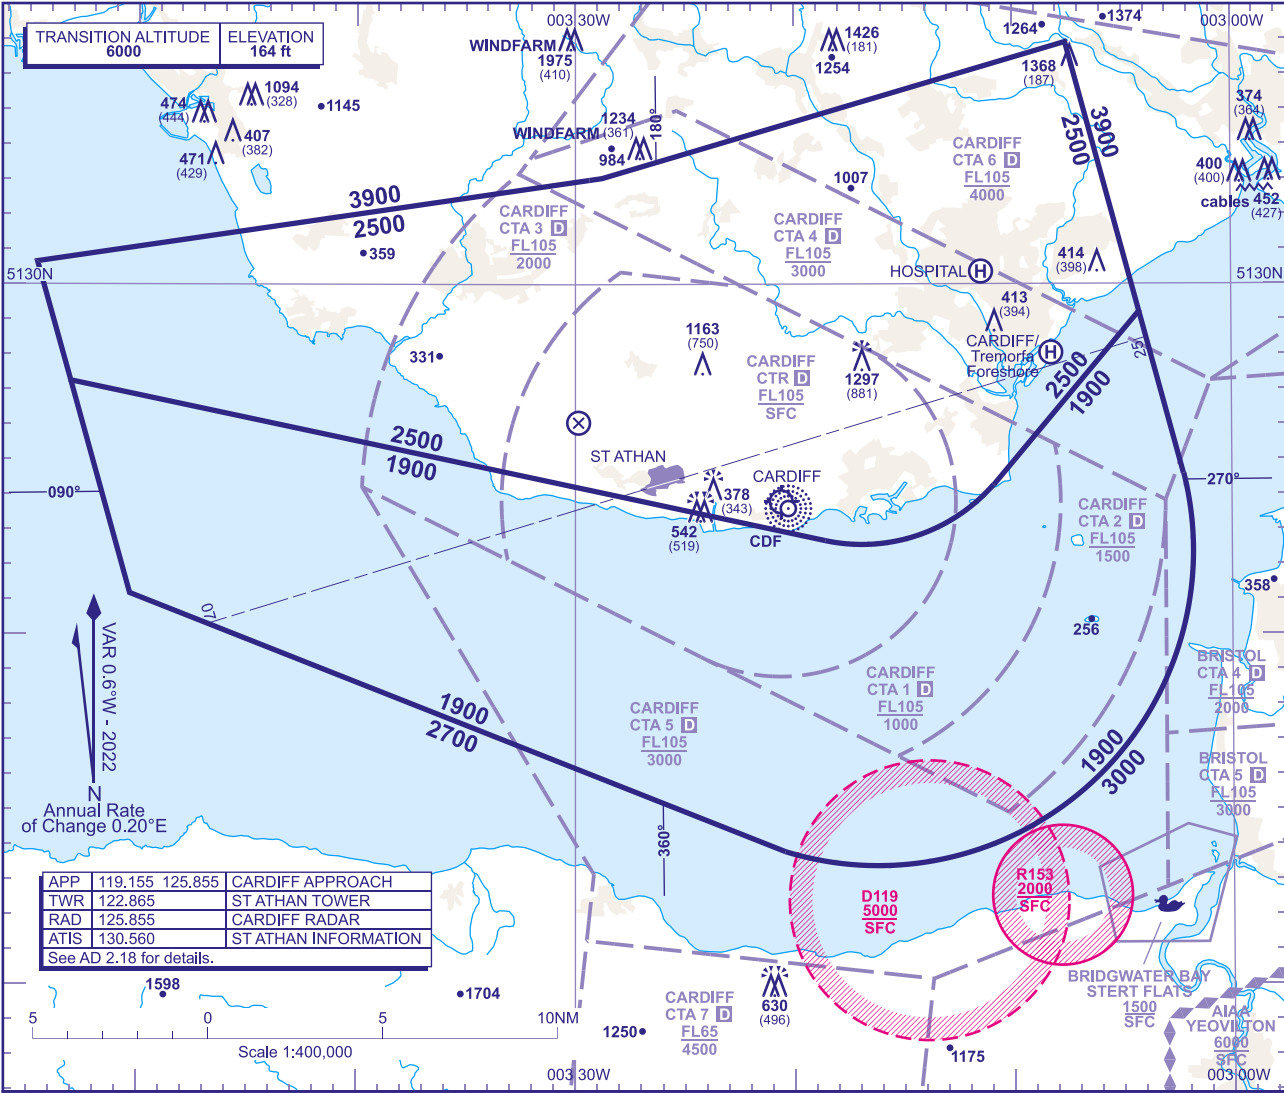 003 30W
003 00W
TRANSITION ALTITUDE
6000
ELEVATION
164 ft
WINDFARM
1975
(410)
1426
(181)
1254
1264
1374
1368
(187)
474
(444)
1094
(328)
1145
407
(382)
471
(429)
1234
(361)
WINDFARM
984
180°
3900
2500
374
(364)
400
(400)
cables
452
(427)
CARDIFF
CTA 6 D
FL105
4000
1007
3900
2500
359
CARDIFF
CTA 3 D
FL105
2000
CARDIFF
CTA 4 D
FL105
3000
414
(398)
HOSPITAL H
5130N
5130N
413
(394)
331
1163
(750)
CARDIFF
CTR D
FL105
SFC
1297
(881)
CARDIFF/
Tremorfa
Foreshore
H
25
2500
1900
2500
1900
ST ATHAN
CARDIFF
378
(343)
542
(519)
CDF
090°
270°
CARDIFF
CTA 2 D
FL105
1500
358
256
07
VAR 0.6°W - 2022
N
Annual Rate
of Change 0.20°E
BRISTOL
CTA 4 D
FL105
2000
CARDIFF
CTA 1 D
FL105
1000
CARDIFF
CTA 5 D
FL105
3000
1900
2700
1900
3000
BRISTOL
CTA 5 D
FL105
3000
360°
APP 119.155 125.855 CARDIFF APPROACH
TWR 122.865 ST ATHAN TOWER
RAD 125.855 CARDIFF RADAR
ATIS 130.560 ST ATHAN INFORMATION
See AD 2.18 for details.
D119
5000
SFC
R153
2000
SFC
BRIDGWATER BAY
STERT FLATS
1500
SFC
1598
1704
630
(496)
CARDIFF
CTA 7 D
FL65
4500
1250
1175
AIAA
YEOVILTON
6000
SFC
5 0 5 10NM
Scale 1:400,000
003 30W
003 00W